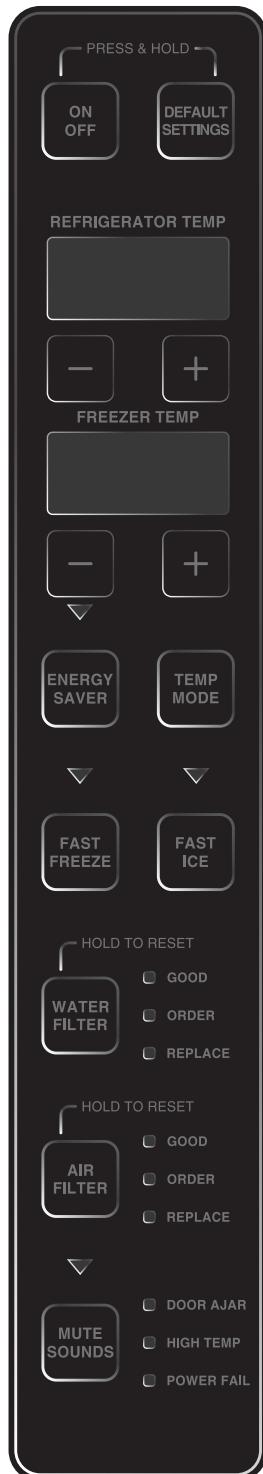 PRESS & HOLD
ON
OFF
DEFAULT
SETTINGS
REFRIGERATOR TEMP
− +
FREEZER TEMP
− +
ENERGY
SAVER
TEMP
MODE
FAST
FREEZE
FAST
ICE
HOLD TO RESET
WATER
FILTER
GOOD
ORDER
REPLACE
HOLD TO RESET
AIR
FILTER
GOOD
ORDER
REPLACE
MUTE
SOUNDS
DOOR AJAR
HIGH TEMP
POWER FAIL